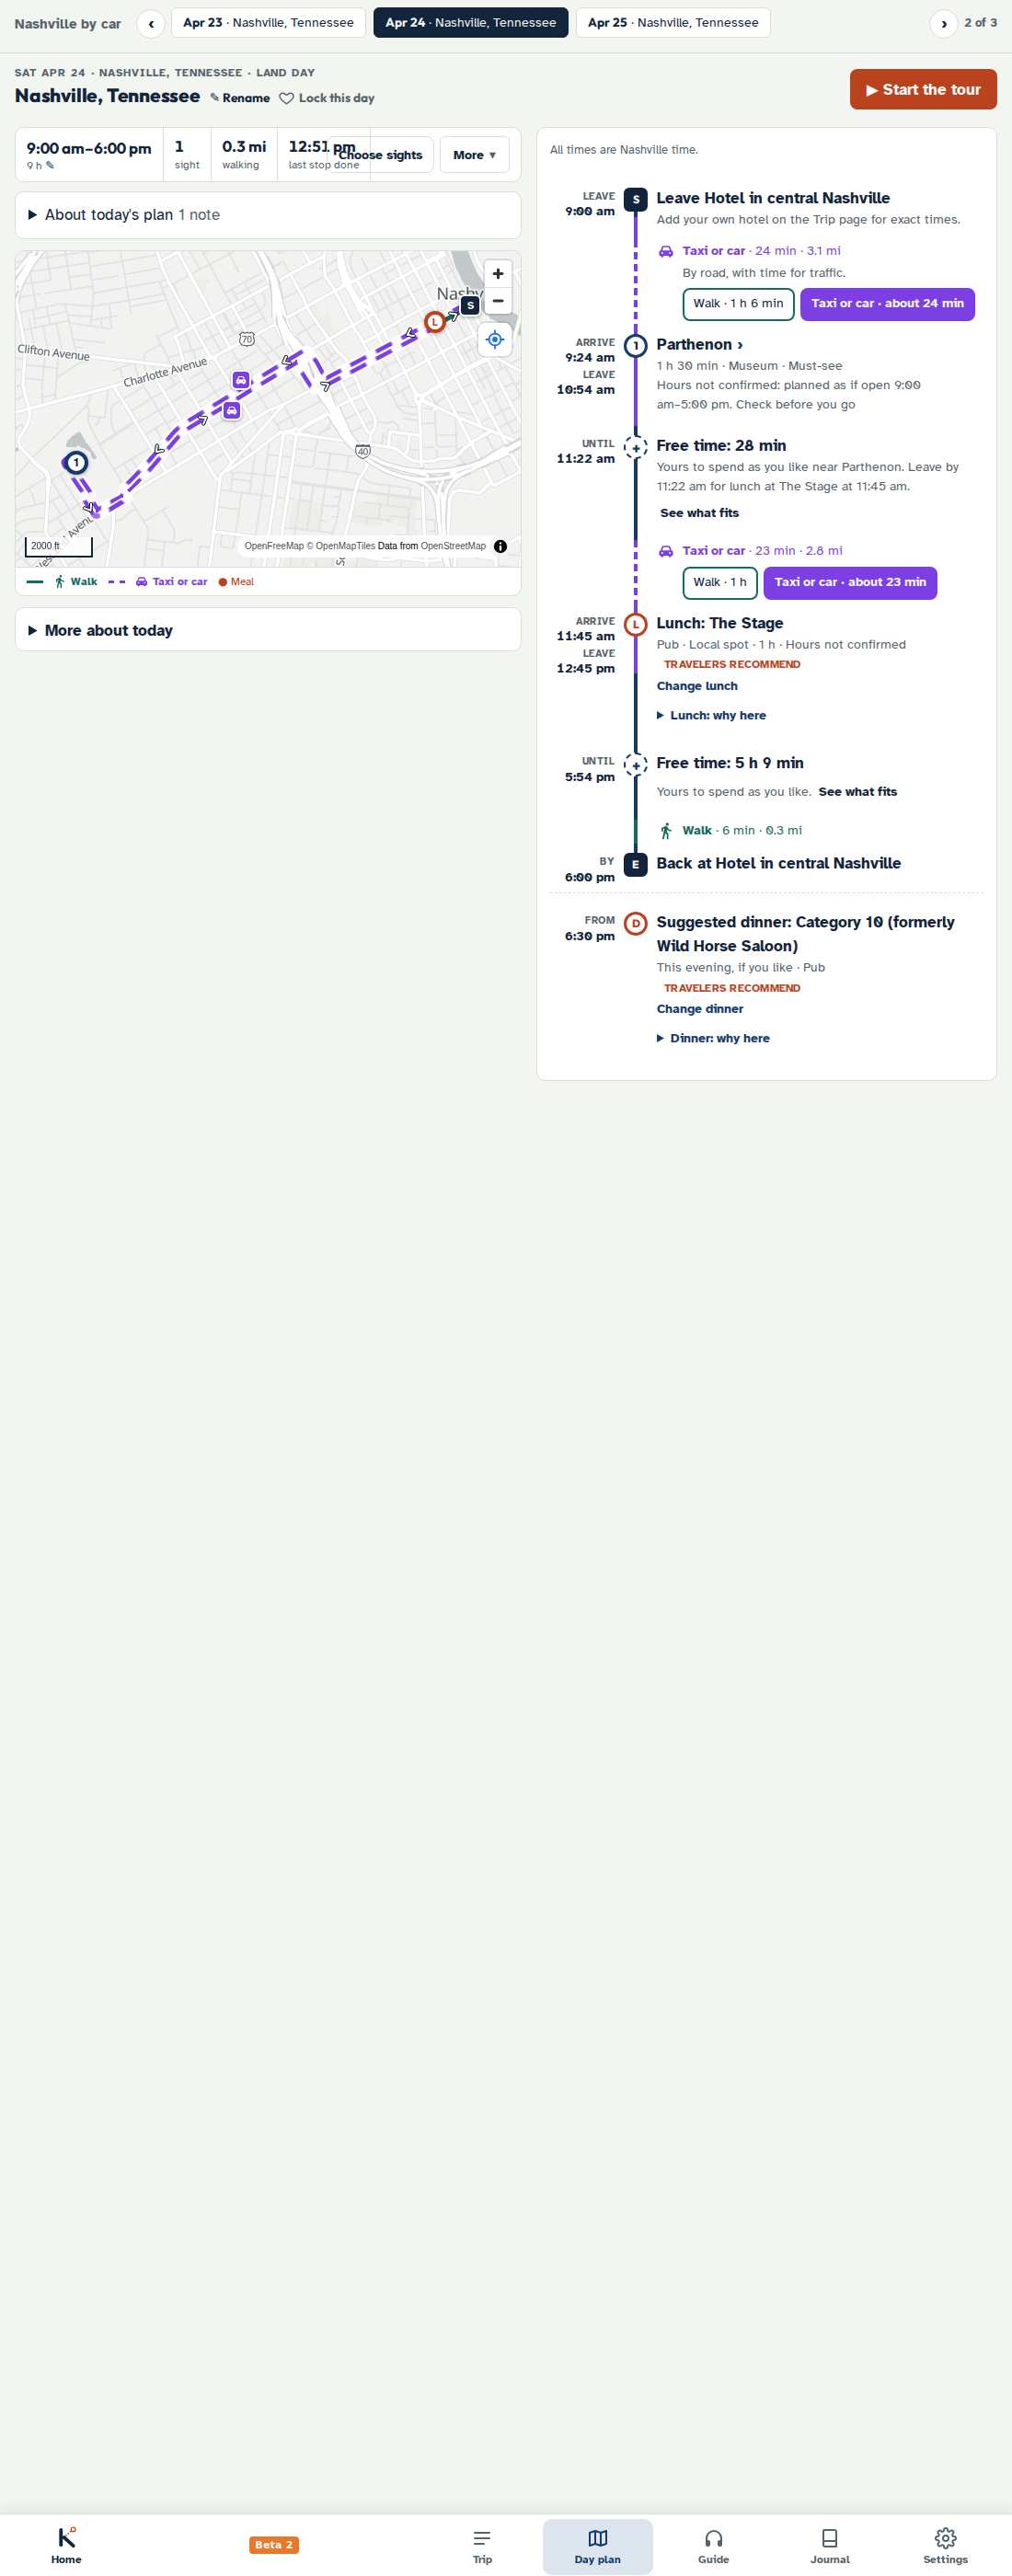 Nashville by car
‹
Apr 23 · Nashville, Tennessee
Apr 24 · Nashville, Tennessee
Apr 25 · Nashville, Tennessee
›
2 of 3
SAT APR 24 · NASHVILLE, TENNESSEE · LAND DAY
Nashville, Tennessee
✎ Rename
Lock this day
▶ Start the tour
9:00 am–6:00 pm
9 h ✎
1
sight
0.3 mi
walking
12:51 pm
last stop done
Choose sights
More ▾
▶ About today's plan 1 note
Clifton Avenue
Charlotte Avenue
70
40
1
L
S
+
−
2000 ft
OpenFreeMap © OpenMapTiles Data from OpenStreetMap
Walk
Taxi or car
Meal
▶ More about today
All times are Nashville time.
LEAVE
9:00 am
S
Leave Hotel in central Nashville
Add your own hotel on the Trip page for exact times.
Taxi or car · 24 min · 3.1 mi
By road, with time for traffic.
Walk · 1 h 6 min
Taxi or car · about 24 min
ARRIVE
9:24 am
LEAVE
10:54 am
1
Parthenon ›
1 h 30 min · Museum · Must-see
Hours not confirmed: planned as if open 9:00
am–5:00 pm. Check before you go
UNTIL
11:22 am
+
Free time: 28 min
Yours to spend as you like near Parthenon. Leave by
11:22 am for lunch at The Stage at 11:45 am.
See what fits
Taxi or car · 23 min · 2.8 mi
Walk · 1 h
Taxi or car · about 23 min
ARRIVE
11:45 am
LEAVE
12:45 pm
L
Lunch: The Stage
Pub · Local spot · 1 h · Hours not confirmed
TRAVELERS RECOMMEND
Change lunch
▶ Lunch: why here
UNTIL
5:54 pm
+
Free time: 5 h 9 min
Yours to spend as you like. See what fits
Walk · 6 min · 0.3 mi
BY
6:00 pm
E
Back at Hotel in central Nashville
FROM
6:30 pm
D
Suggested dinner: Category 10 (formerly
Wild Horse Saloon)
This evening, if you like · Pub
TRAVELERS RECOMMEND
Change dinner
▶ Dinner: why here
Home
Beta 2
Trip
Day plan
Guide
Journal
Settings